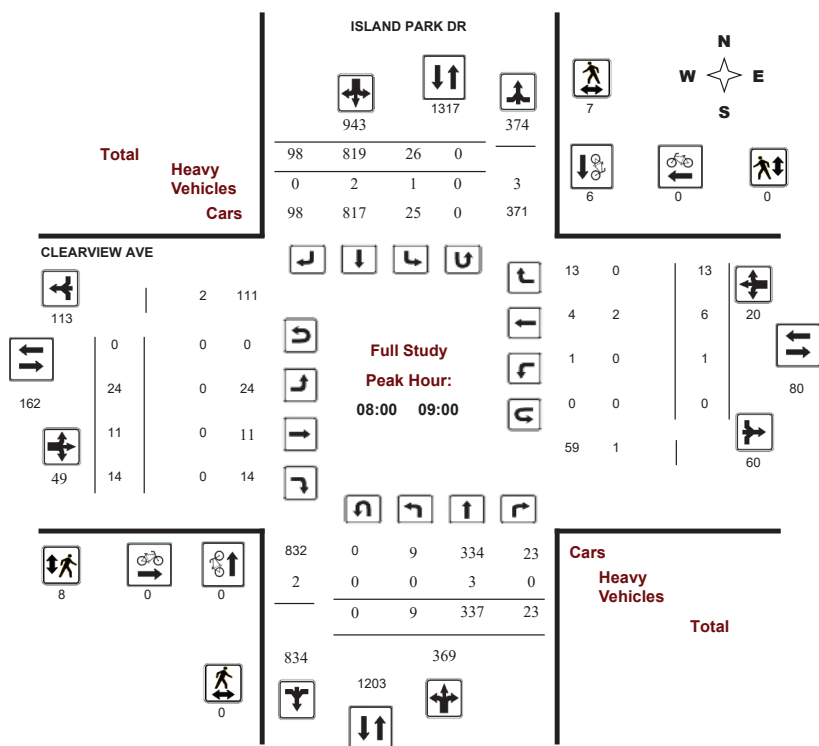 ISLAND PARK DR
N
W E
S
943 1317 374 7
Total 98 819 26 0
Heavy Vehicles 0 2 1 0 3
Cars 98 817 25 0 371
6 0 0
CLEARVIEW AVE
113 2 111
13 0 13
0 0 0
4 2 6 20
162 24 0 24
1 0 1 80
11 0 11
0 0 0
49 14 0 14
59 1 60
Full Study
Peak Hour:
08:00 09:00
8 0 0
832 0 9 334 23 Cars
2 0 0 3 0 Heavy Vehicles
0 9 337 23 Total
834 369
1203
0